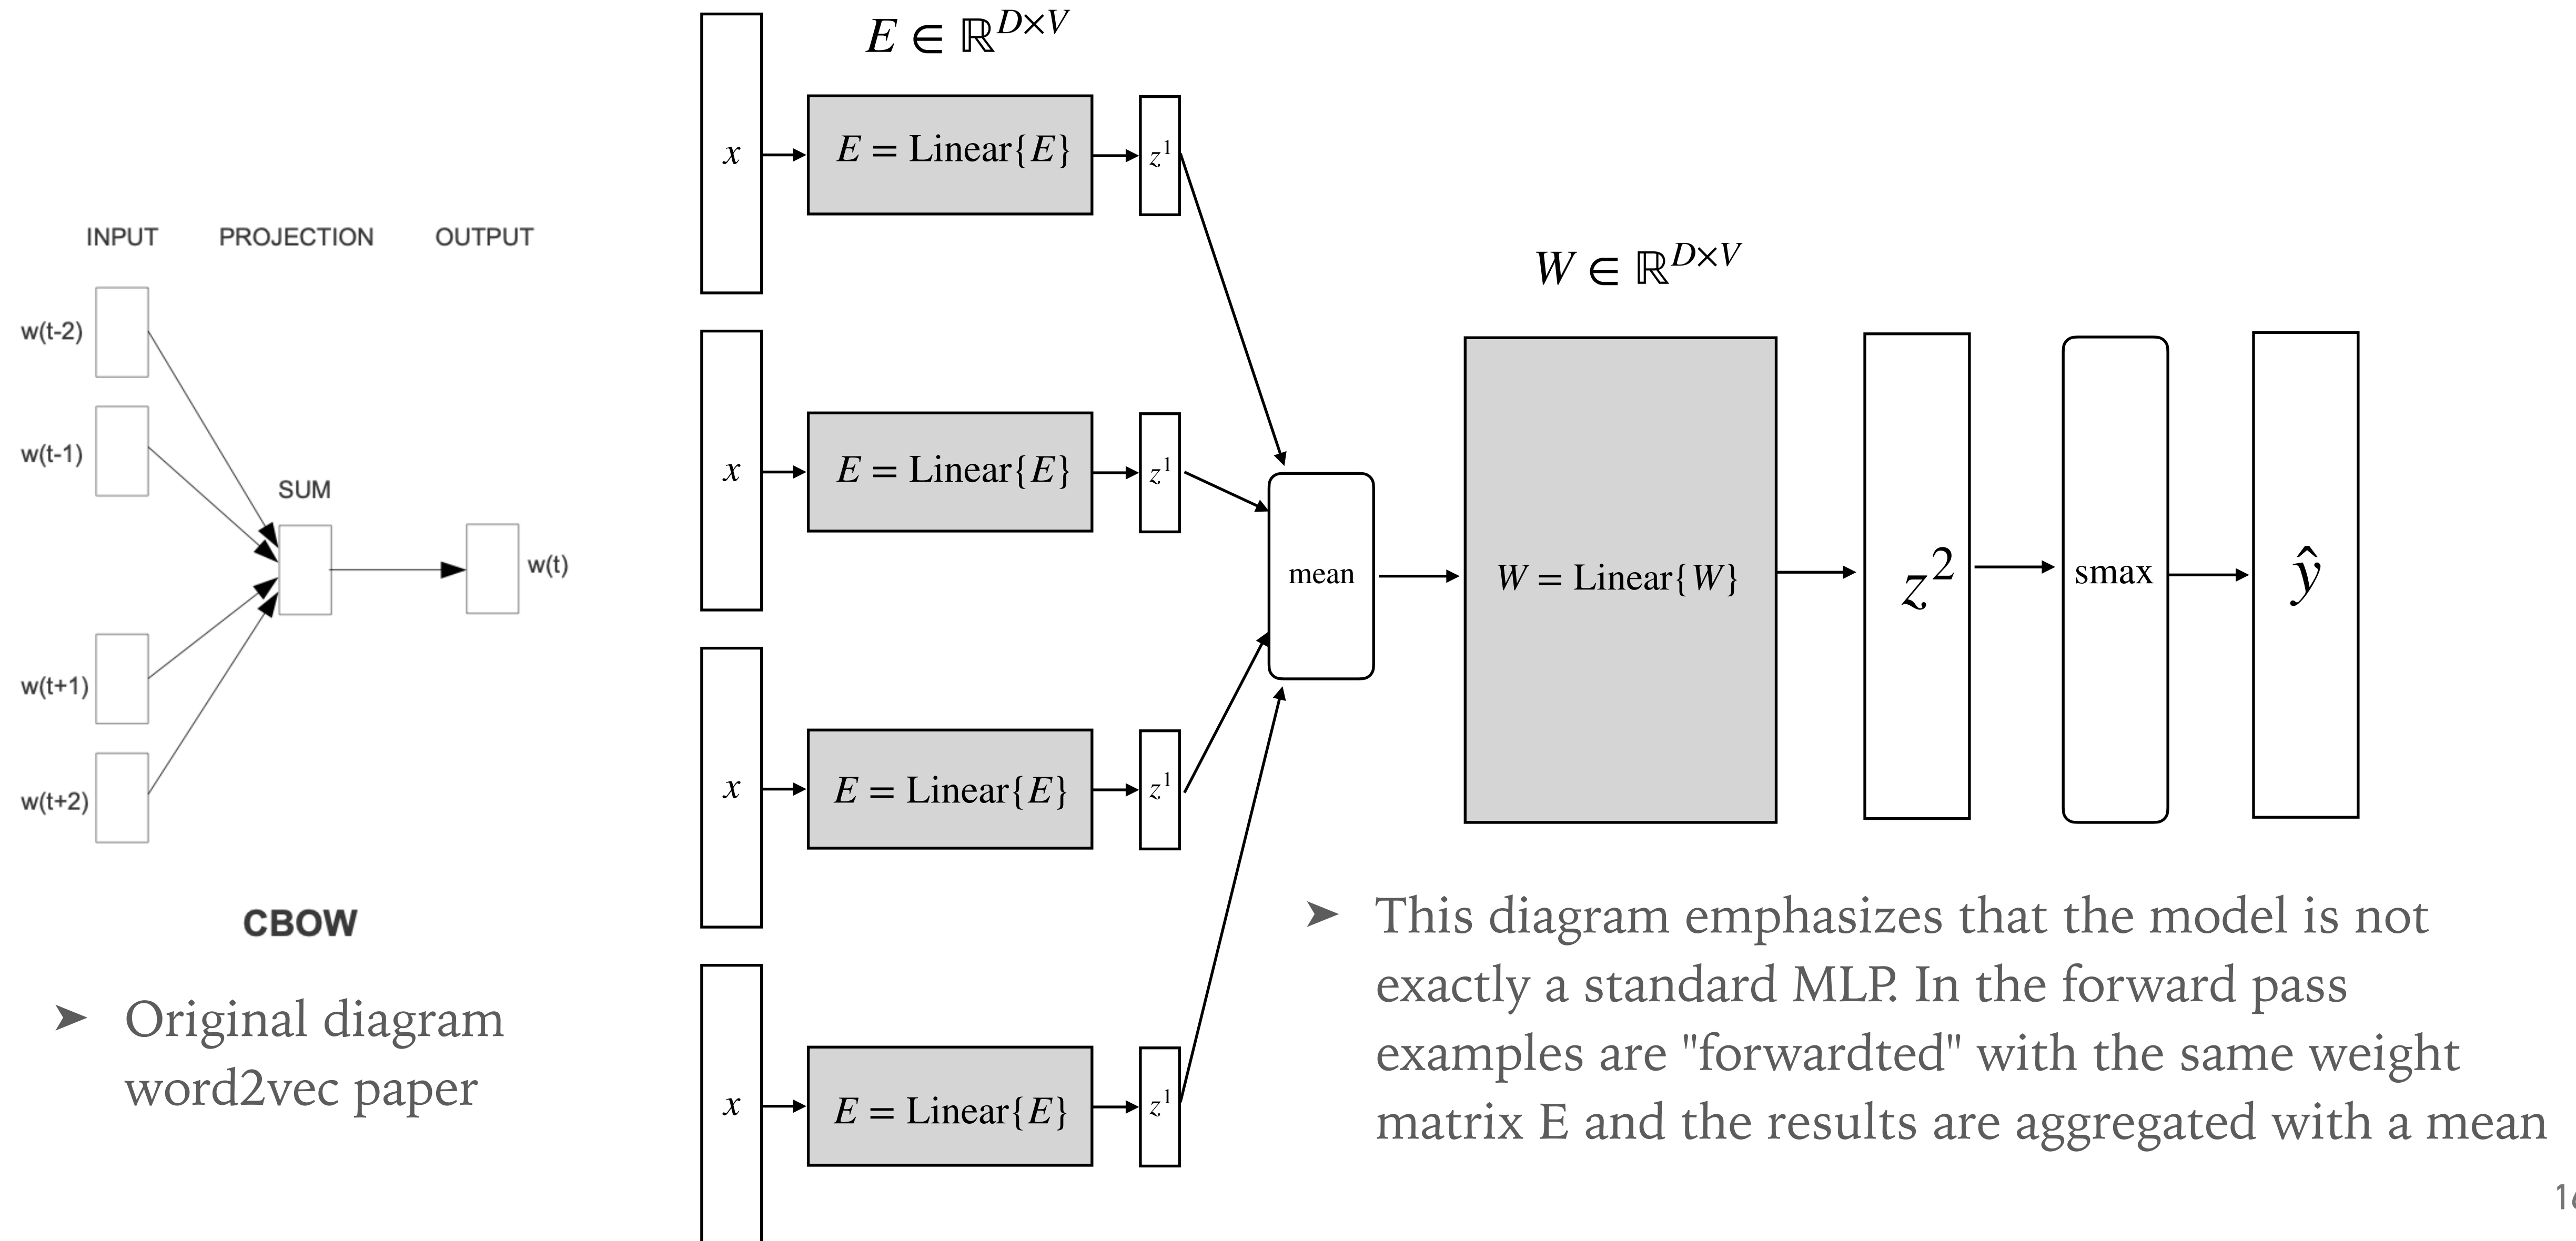 INPUT PROJECTION OUTPUT
w(t-2)
w(t-1)
SUM
w(t)
w(t+1)
w(t+2)
CBOW
➤ Original diagram
word2vec paper
E ∈ ℝ^{D×V}
x E = Linear{E} z^1
x E = Linear{E} z^1
x E = Linear{E} z^1
x E = Linear{E} z^1
mean
W ∈ ℝ^{D×V}
W = Linear{W} z^2 smax ŷ
➤ This diagram emphasizes that the model is not
exactly a standard MLP. In the forward pass
examples are "forwardted" with the same weight
matrix E and the results are aggregated with a mean